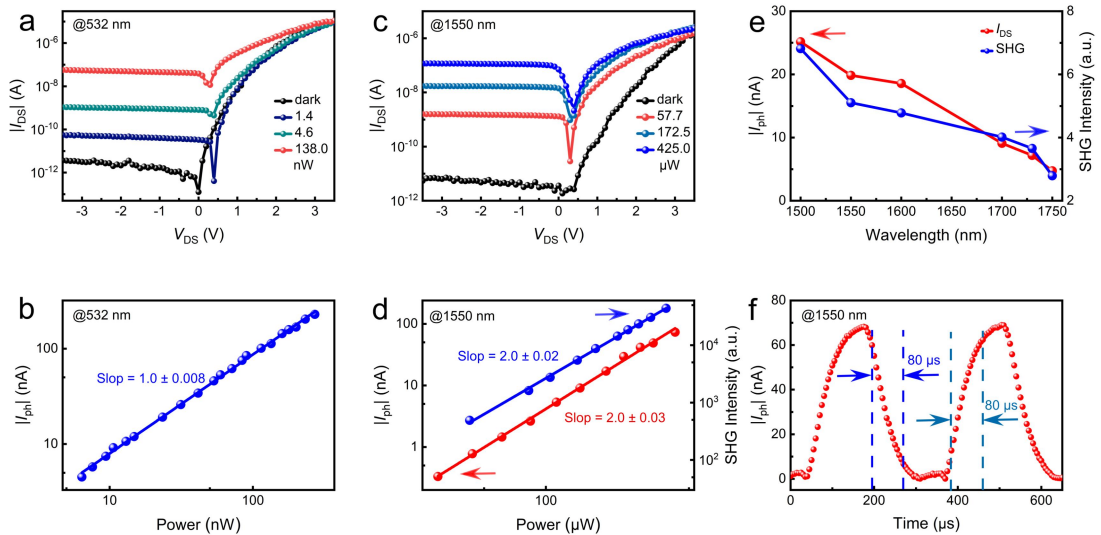 a
@532 nm
|I_DS| (A)
10⁻⁶
10⁻⁸
10⁻¹⁰
10⁻¹²
dark
1.4
4.6
138.0
nW
-3 -2 -1 0 1 2 3
V_DS (V)
c
@1550 nm
|I_DS| (A)
10⁻⁴
10⁻⁶
10⁻⁸
10⁻¹⁰
10⁻¹²
dark
57.7
172.5
425.0
µW
-3 -2 -1 0 1 2 3
V_DS (V)
e
|I_ph| (nA)
30
20
10
0
I_DS
SHG
8
7
6
5
4
3
2
SHG Intensity (a.u.)
1500 1550 1600 1650 1700 1750
Wavelength (nm)
b
@532 nm
|I_ph| (nA)
100
10
Slop = 1.0 ± 0.008
10 100
Power (nW)
d
@1550 nm
|I_ph| (nA)
100
10
1
Slop = 2.0 ± 0.02
Slop = 2.0 ± 0.03
10⁴
10³
10²
SHG Intensity (a.u.)
100
Power (µW)
f
@1550 nm
|I_ph| (nA)
80
60
40
20
0
80 µs
80 µs
0 200 400 600
Time (µs)